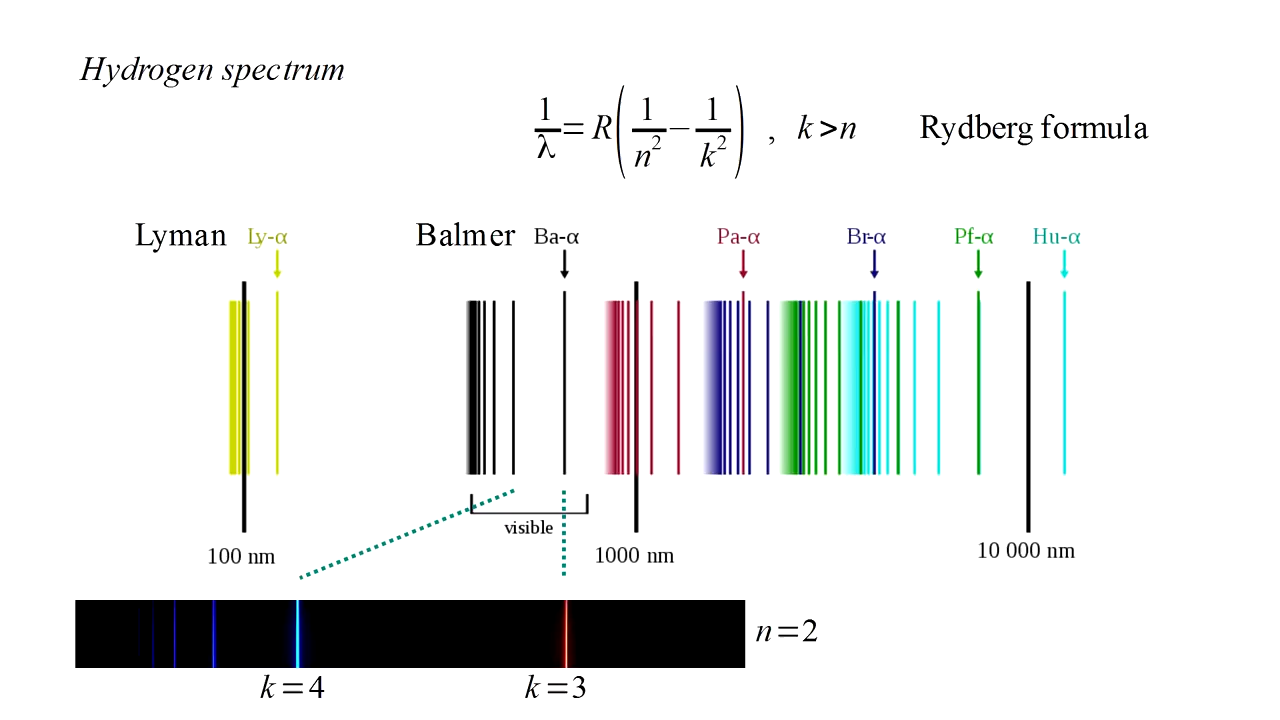 Hydrogen spectrum
1/λ = R(1/n² − 1/k²) , k > n Rydberg formula
Lyman Ly-α Balmer Ba-α Pa-α Br-α Pf-α Hu-α
visible
100 nm 1000 nm 10 000 nm
n = 2
k = 4 k = 3